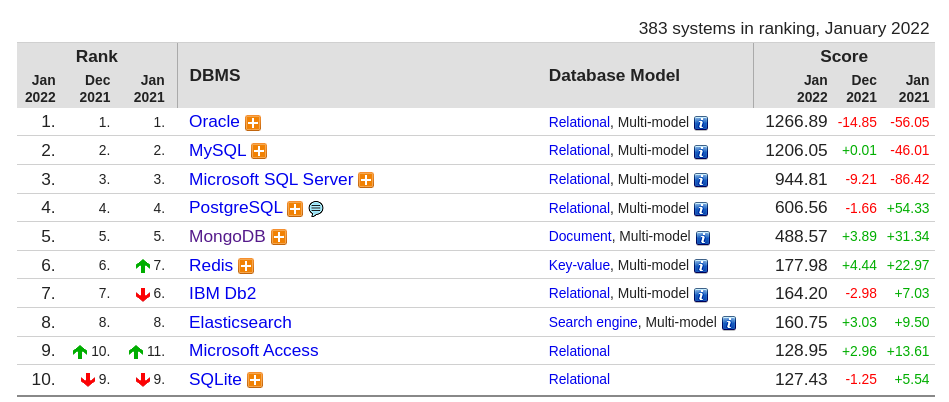 383 systems in ranking, January 2022
Rank DBMS Database Model Score
Jan 2022 Dec 2021 Jan 2021 Jan 2022 Dec 2021 Jan 2021
1. 1. 1. Oracle Relational, Multi-model 1266.89 -14.85 -56.05
2. 2. 2. MySQL Relational, Multi-model 1206.05 +0.01 -46.01
3. 3. 3. Microsoft SQL Server Relational, Multi-model 944.81 -9.21 -86.42
4. 4. 4. PostgreSQL Relational, Multi-model 606.56 -1.66 +54.33
5. 5. 5. MongoDB Document, Multi-model 488.57 +3.89 +31.34
6. 6. 7. Redis Key-value, Multi-model 177.98 +4.44 +22.97
7. 7. 6. IBM Db2 Relational, Multi-model 164.20 -2.98 +7.03
8. 8. 8. Elasticsearch Search engine, Multi-model 160.75 +3.03 +9.50
9. 10. 11. Microsoft Access Relational 128.95 +2.96 +13.61
10. 9. 9. SQLite Relational 127.43 -1.25 +5.54